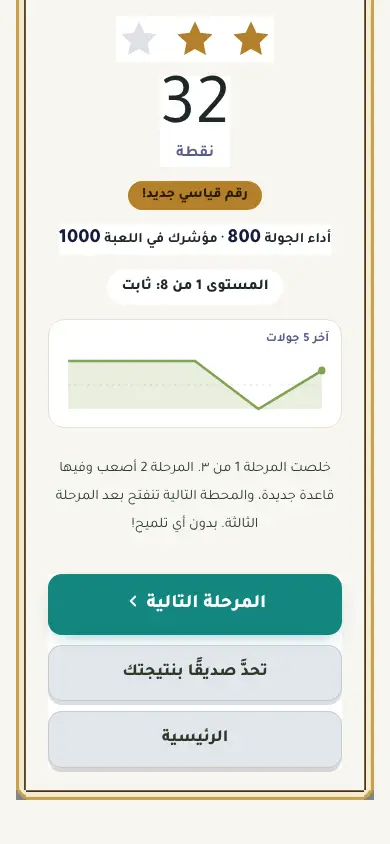 32
نقطة
رقم قياسي جديد!
أداء الجولة 800 · مؤشرك في اللعبة 1000
المستوى 1 من 8: ثابت
آخر 5 جولات
خلصت المرحلة 1 من ٣. المرحلة 2 أصعب وفيها
قاعدة جديدة، والمحطة التالية تنفتح بعد المرحلة
الثالثة. بدون أي تلميح!
المرحلة التالية
تحدَّ صديقًا بنتيجتك
الرئيسية